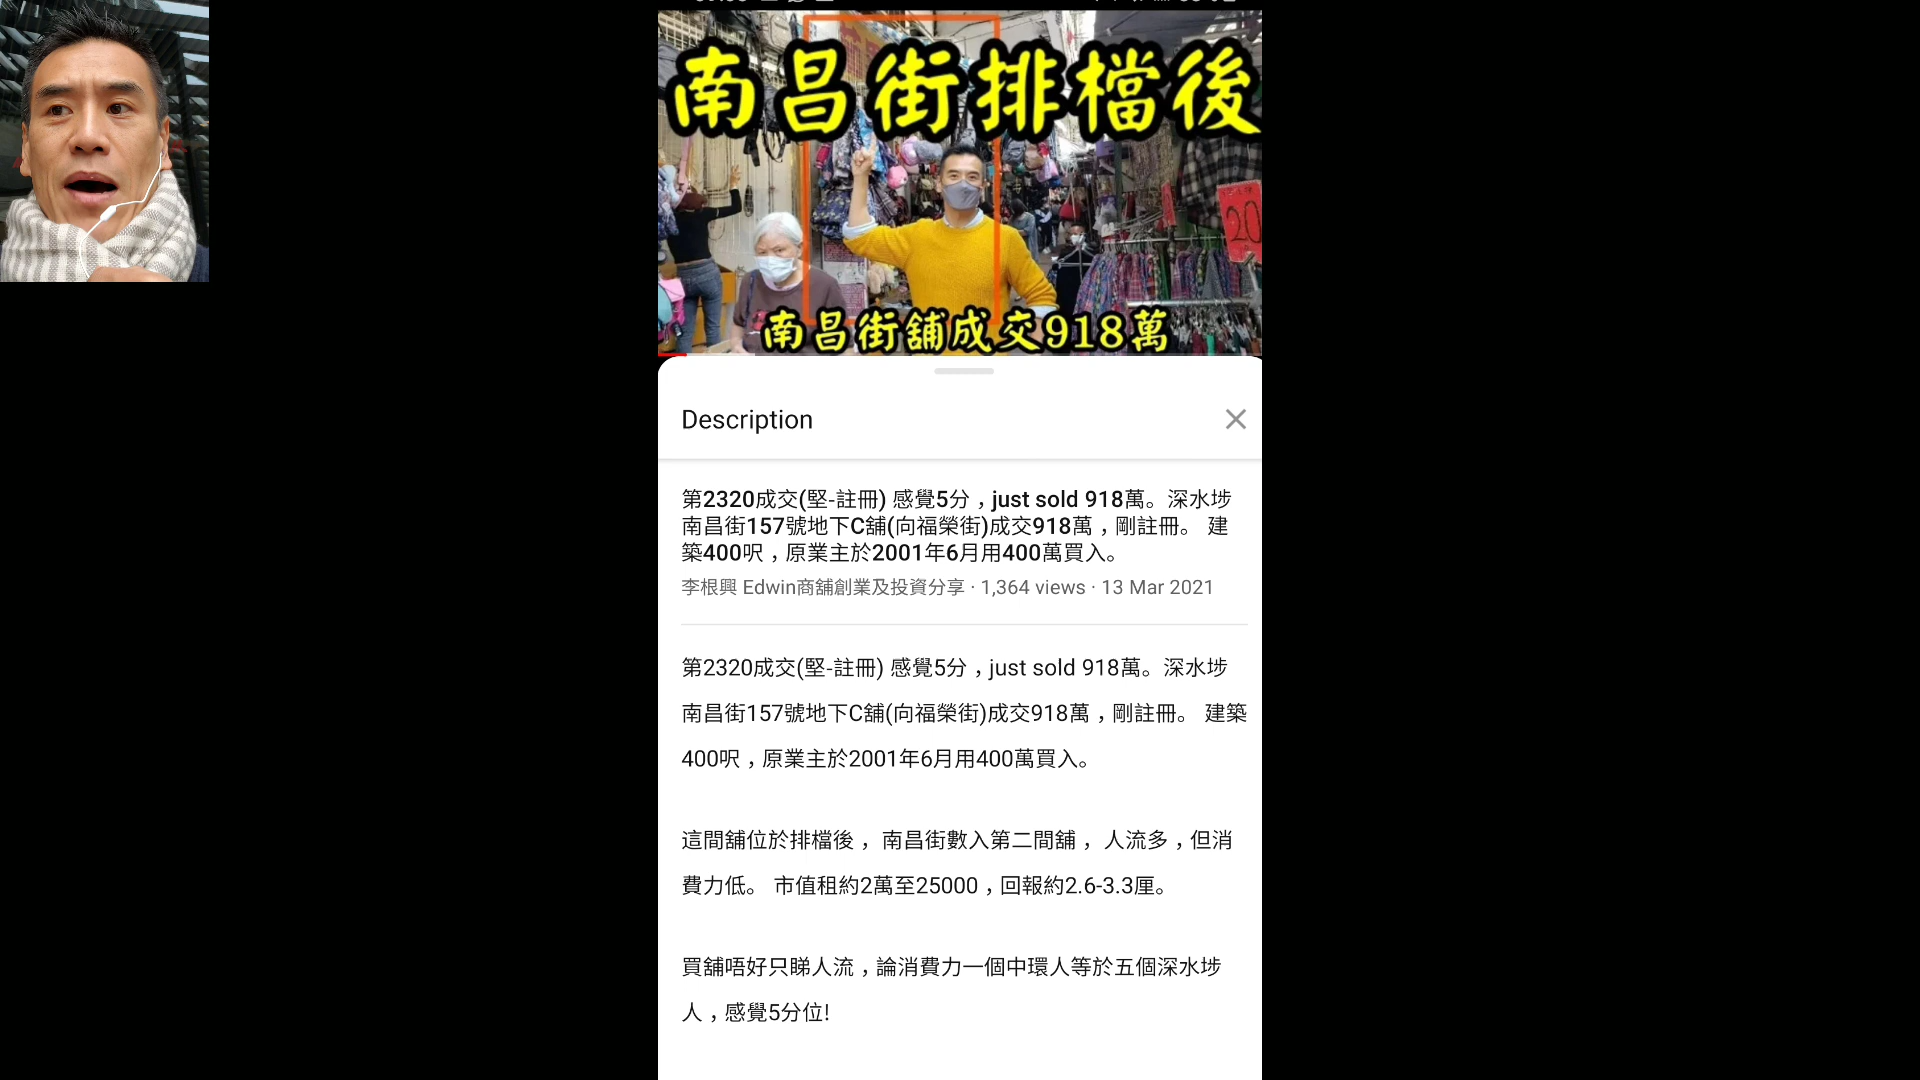 南昌街排檔後
20
南昌街舖成交918萬
Description
第2320成交(堅-註冊) 感覺5分，just sold 918萬。深水埗
南昌街157號地下C舖(向福榮街)成交918萬，剛註冊。 建
築400呎，原業主於2001年6月用400萬買入。
李根興 Edwin商舖創業及投資分享 · 1,364 views · 13 Mar 2021
第2320成交(堅-註冊) 感覺5分，just sold 918萬。深水埗
南昌街157號地下C舖(向福榮街)成交918萬，剛註冊。 建築
400呎，原業主於2001年6月用400萬買入。
這間舖位於排檔後， 南昌街數入第二間舖， 人流多，但消
費力低。 市值租約2萬至25000，回報約2.6-3.3厘。
買舖唔好只睇人流，論消費力一個中環人等於五個深水埗
人，感覺5分位!